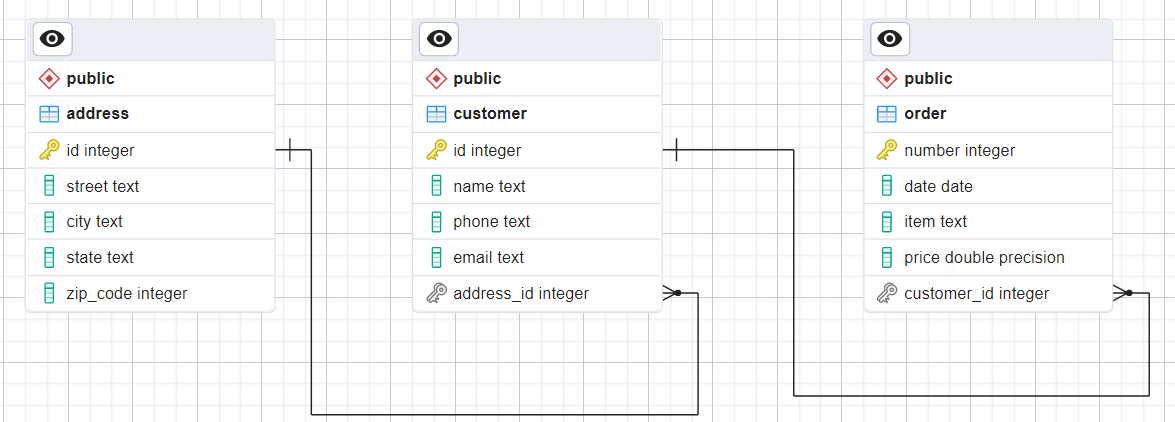 public
address
id integer
street text
city text
state text
zip_code integer
public
customer
id integer
name text
phone text
email text
address_id integer
public
order
number integer
date date
item text
price double precision
customer_id integer